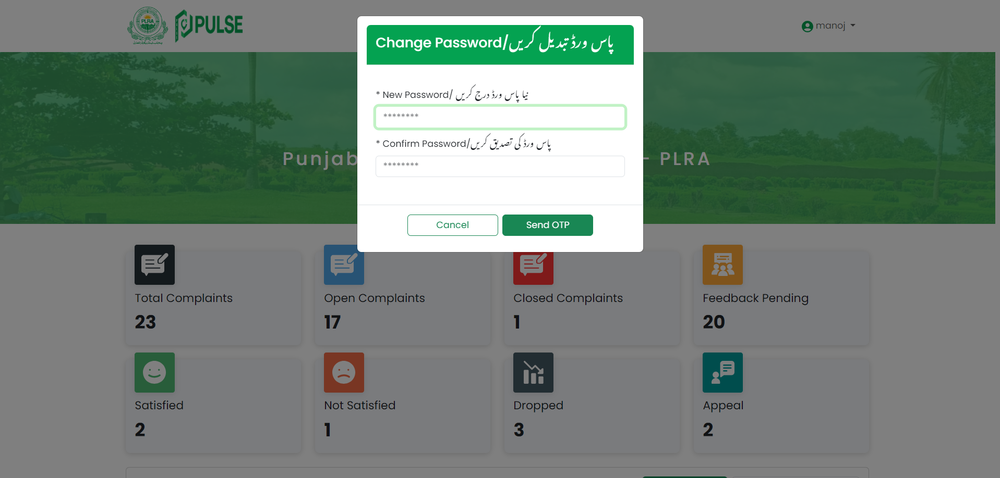 PLRA
PULSE
manoj
Change Password/پاس ورڈ تبدیل کریں
* New Password/ نیا پاس ورڈ درج کریں
********
* Confirm Password/پاس ورڈ کی تصدیق کریں
********
Punjab - PLRA
Cancel Send OTP
Total Complaints
23
Open Complaints
17
Closed Complaints
1
Feedback Pending
20
Satisfied
2
Not Satisfied
1
Dropped
3
Appeal
2